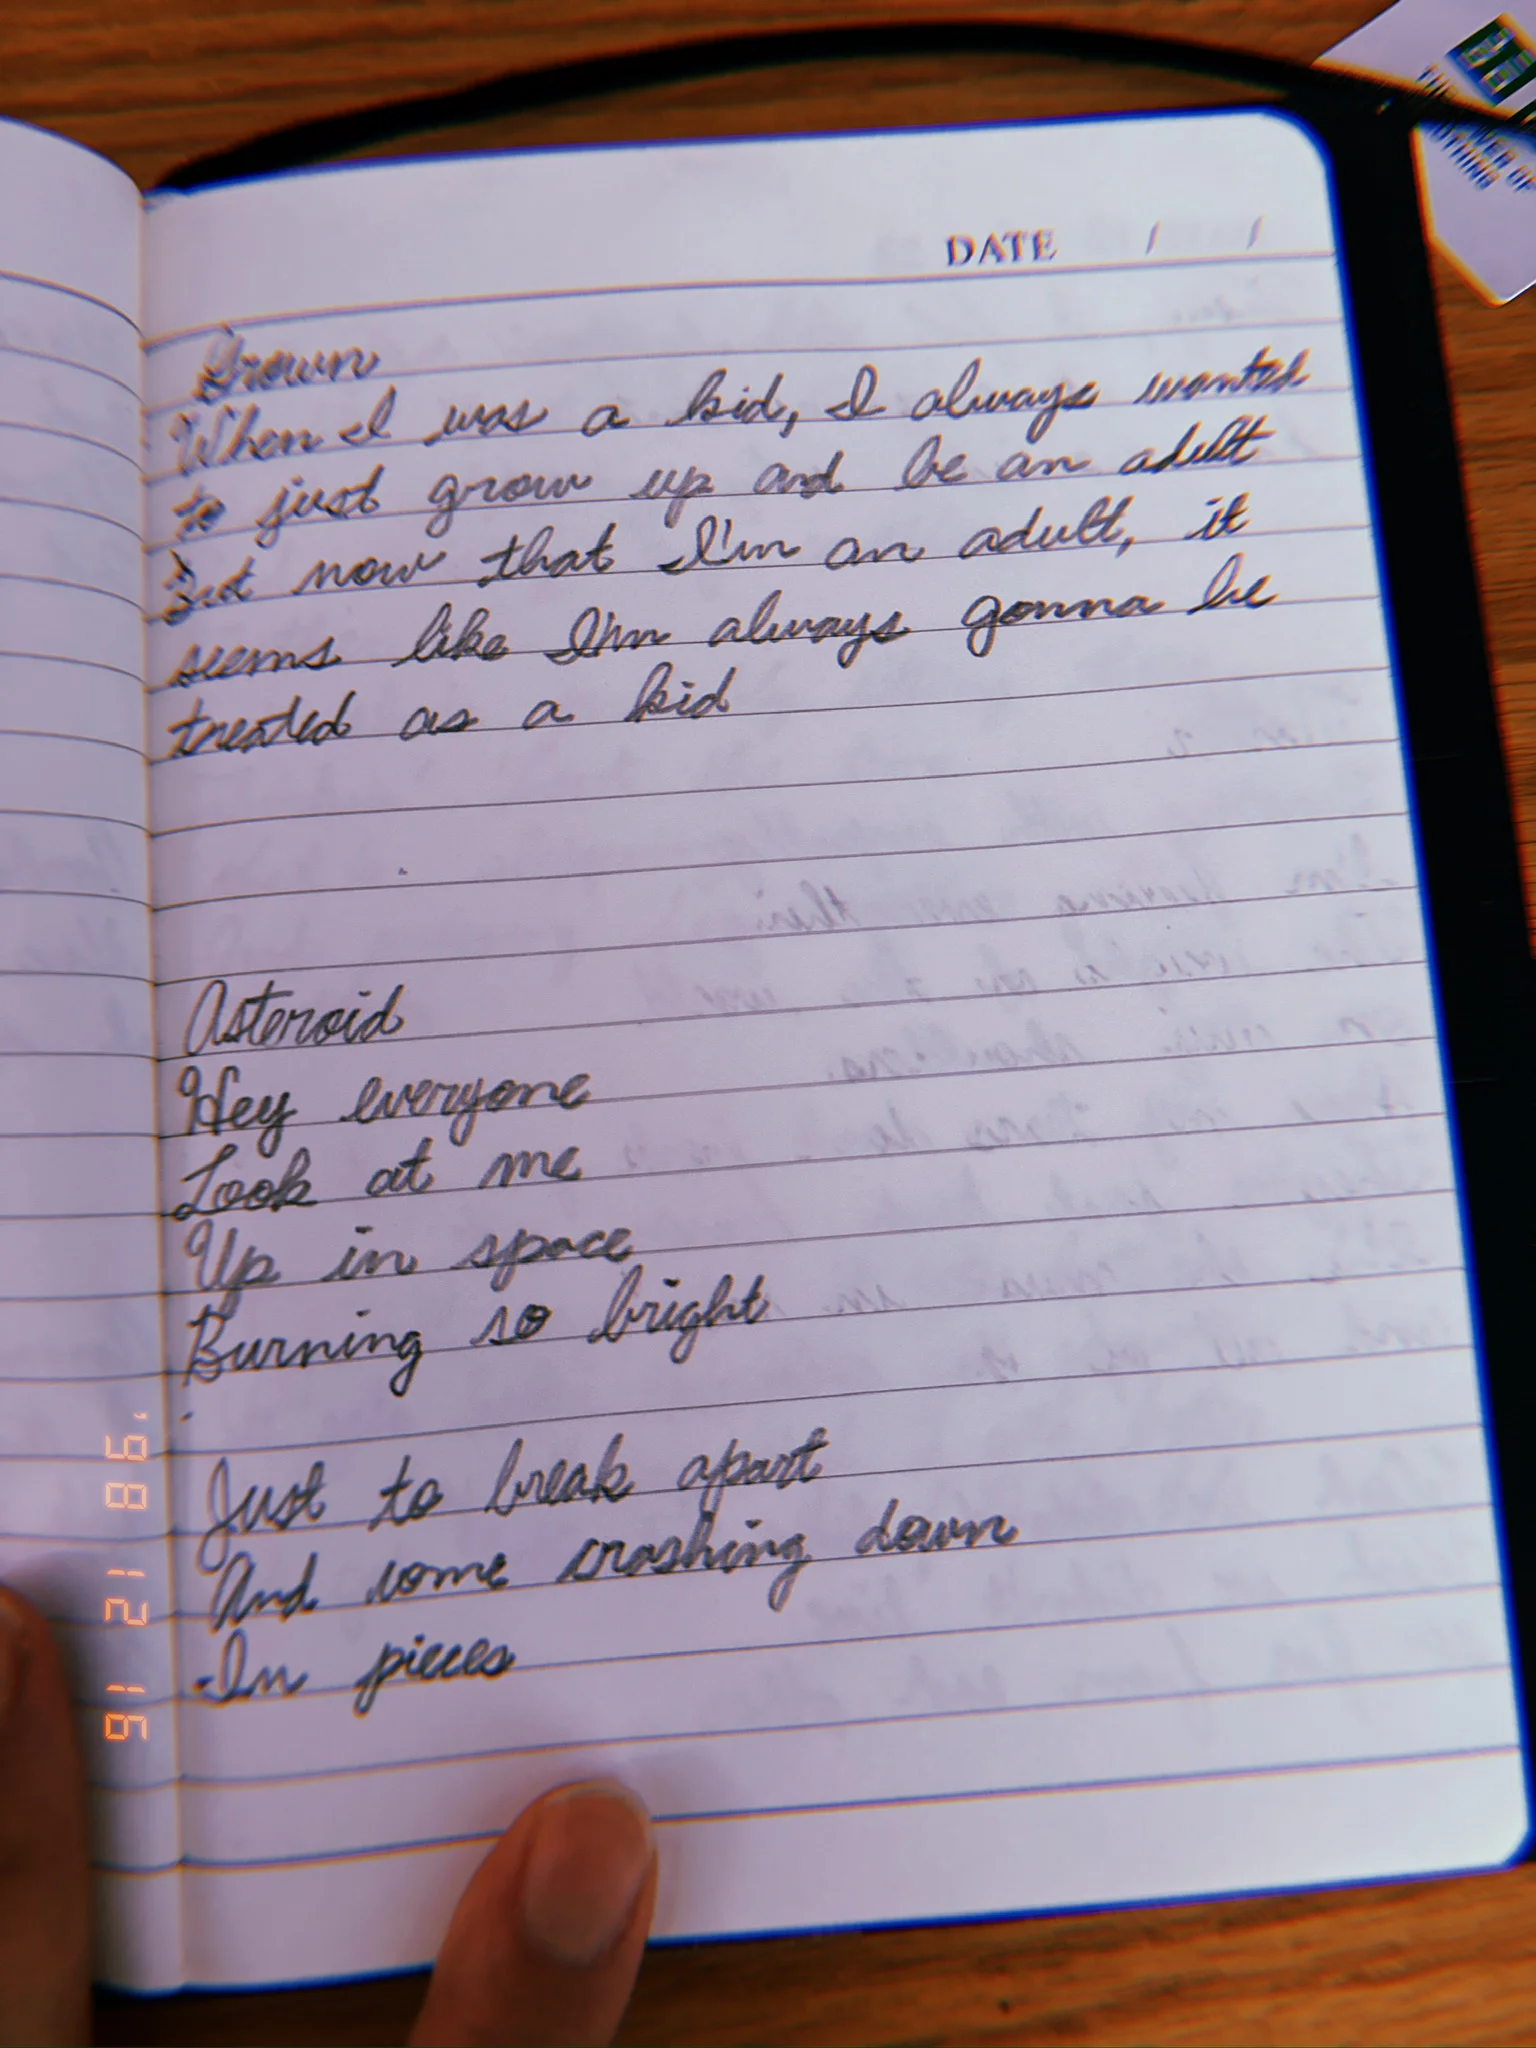 DATE / /
Grown
When I was a kid, I always wanted
to just grow up and be an adult
But now that I'm an adult, it
seems like I'm always gonna be
treated as a kid
Asteroid
Hey everyone
Look at me
Up in space
Burning so bright
Just to break apart
And come crashing down
In pieces
91 12 86 '